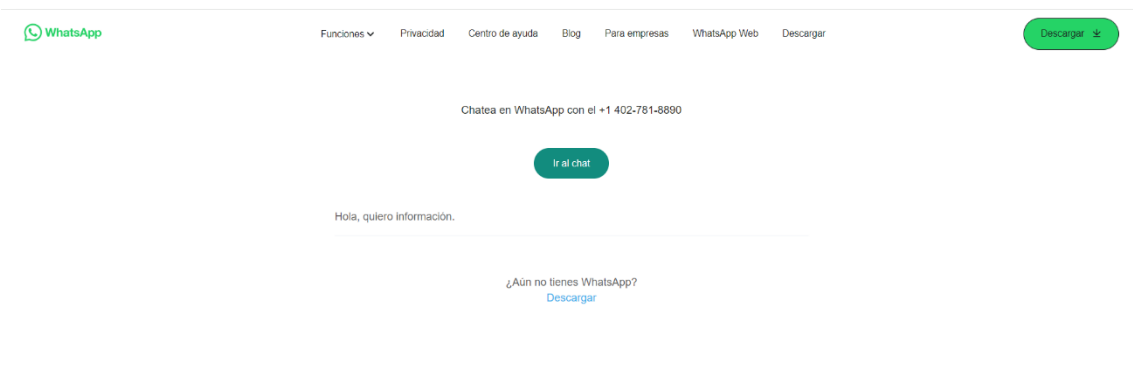 WhatsApp
Funciones Privacidad Centro de ayuda Blog Para empresas WhatsApp Web Descargar
Descargar
Chatea en WhatsApp con el +1 402-781-8890
Ir al chat
Hola, quiero información.
¿Aún no tienes WhatsApp?
Descargar